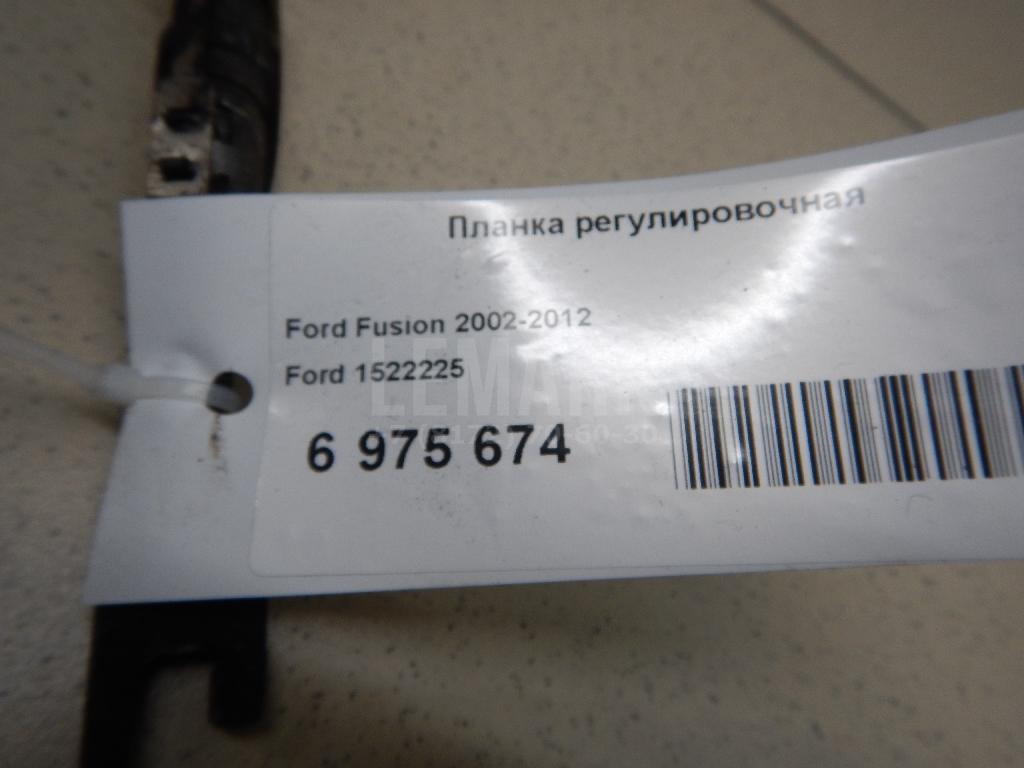 Планка регулировочная
Ford Fusion 2002-2012
Ford 1522225
6 975 674